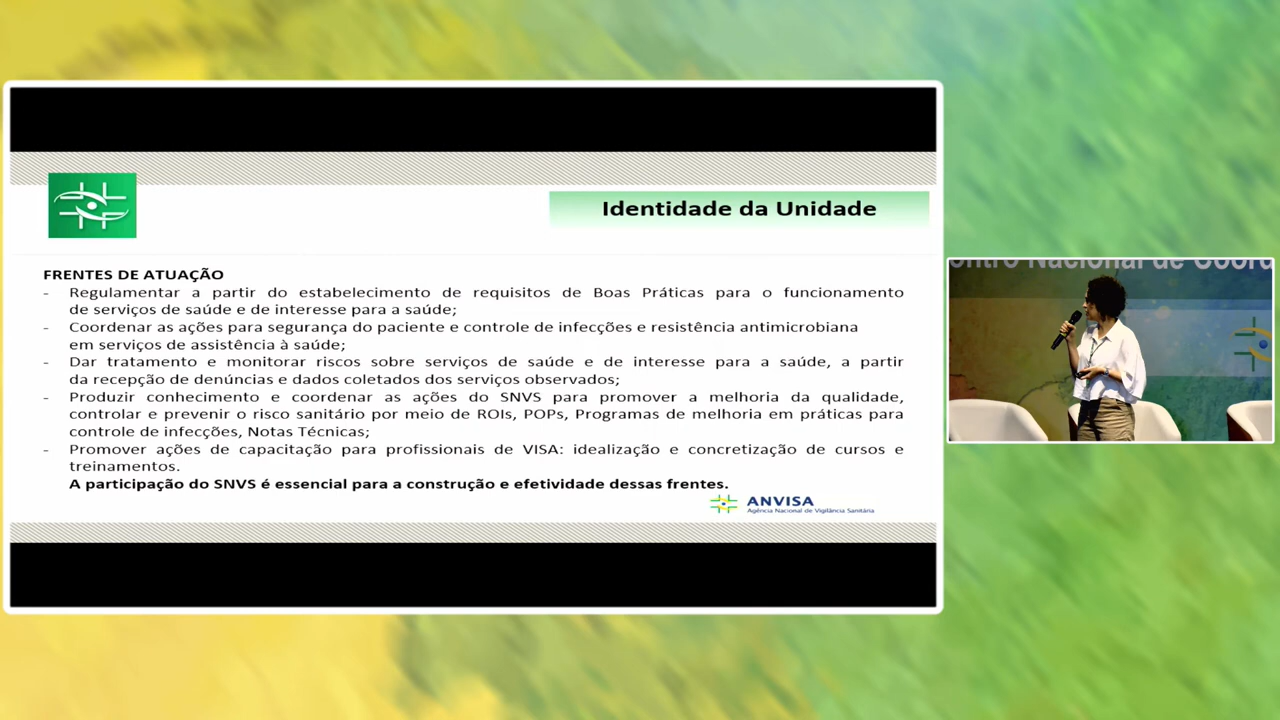 Identidade da Unidade
FRENTES DE ATUAÇÃO
- Regulamentar a partir do estabelecimento de requisitos de Boas Práticas para o funcionamento
de serviços de saúde e de interesse para a saúde;
- Coordenar as ações para segurança do paciente e controle de infecções e resistência antimicrobiana
em serviços de assistência à saúde;
- Dar tratamento e monitorar riscos sobre serviços de saúde e de interesse para a saúde, a partir
da recepção de denúncias e dados coletados dos serviços observados;
- Produzir conhecimento e coordenar as ações do SNVS para promover a melhoria da qualidade,
controlar e prevenir o risco sanitário por meio de ROIs, POPs, Programas de melhoria em práticas para
controle de infecções, Notas Técnicas;
- Promover ações de capacitação para profissionais de VISA: idealização e concretização de cursos e
treinamentos.
A participação do SNVS é essencial para a construção e efetividade dessas frentes.
ANVISA
Agência Nacional de Vigilância Sanitária
Nacional de